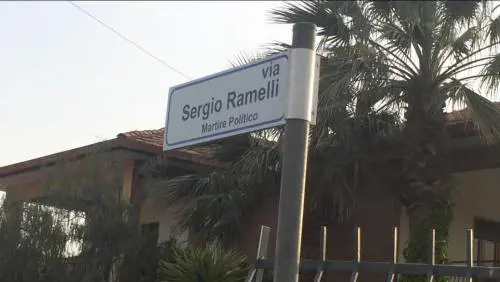 via
Sergio Ramelli
Martire Politico